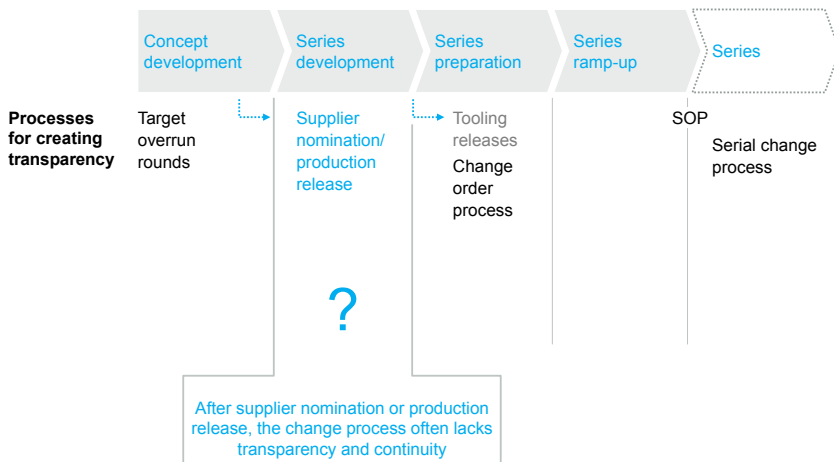 Concept
development
Series
development
Series
preparation
Series
ramp-up
Series
Processes
for creating
transparency
Target
overrun
rounds
Supplier
nomination/
production
release
Tooling
releases
Change
order
process
SOP
Serial change
process
?
After supplier nomination or production
release, the change process often lacks
transparency and continuity